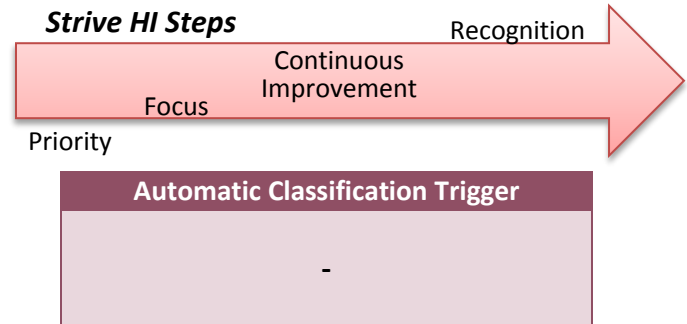 Strive HI Steps
Recognition
Continuous
Improvement
Focus
Priority
Automatic Classification Trigger
-